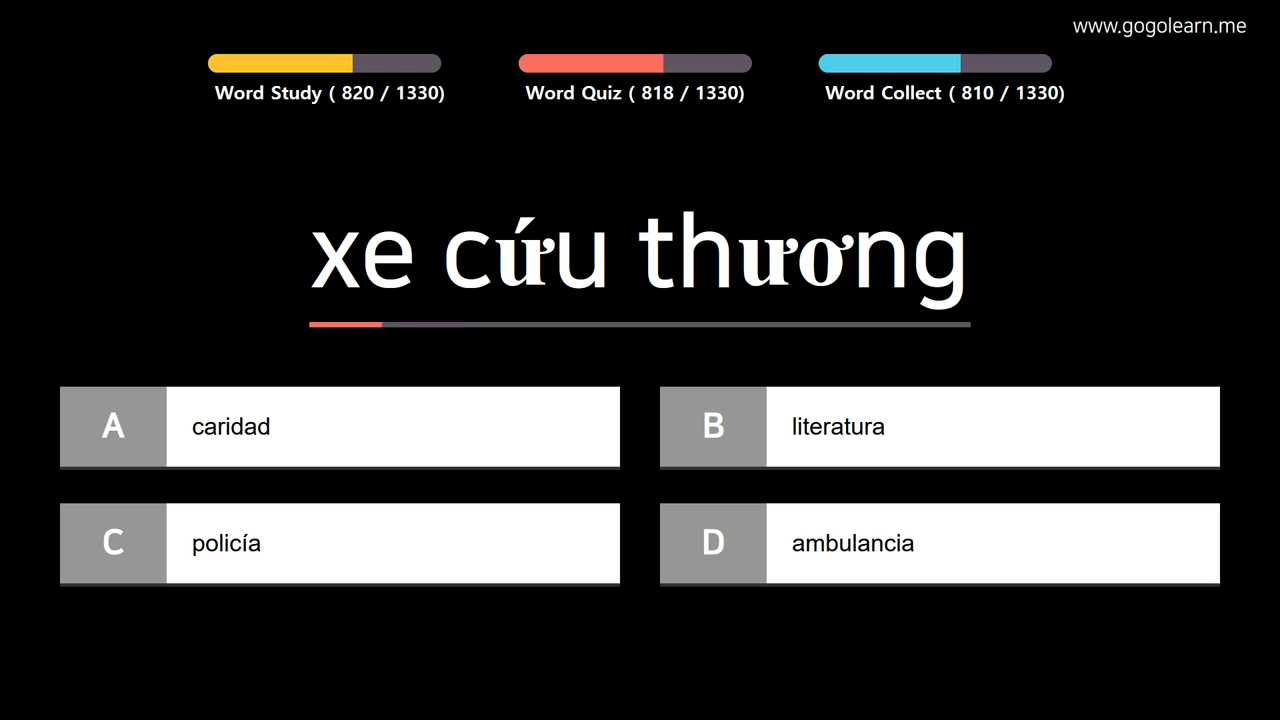 www.gogolearn.me
Word Study ( 820 / 1330)
Word Quiz ( 818 / 1330)
Word Collect ( 810 / 1330)
xe cứu thương
A caridad
B literatura
C policía
D ambulancia